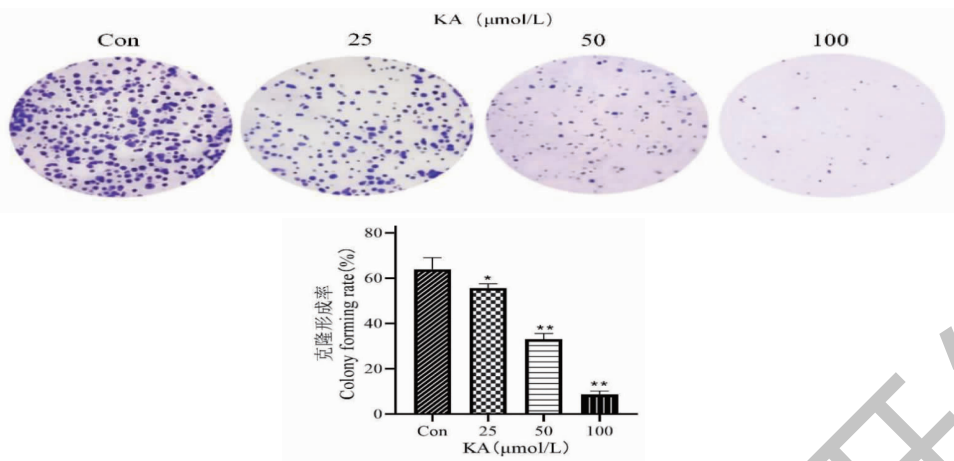 KA (μmol/L)
Con 25 50 100
80
60
40
20
0
克隆形成率
Colony forming rate(%)
*
**
**
Con 25 50 100
KA(μmol/L)